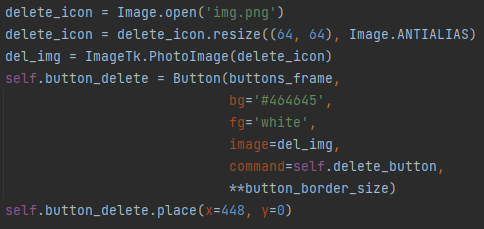 delete_icon = Image.open('img.png')
delete_icon = delete_icon.resize((64, 64), Image.ANTIALIAS)
del_img = ImageTk.PhotoImage(delete_icon)
self.button_delete = Button(buttons_frame,
                            bg='#464645',
                            fg='white',
                            image=del_img,
                            command=self.delete_button,
                            **button_border_size)
self.button_delete.place(x=448, y=0)